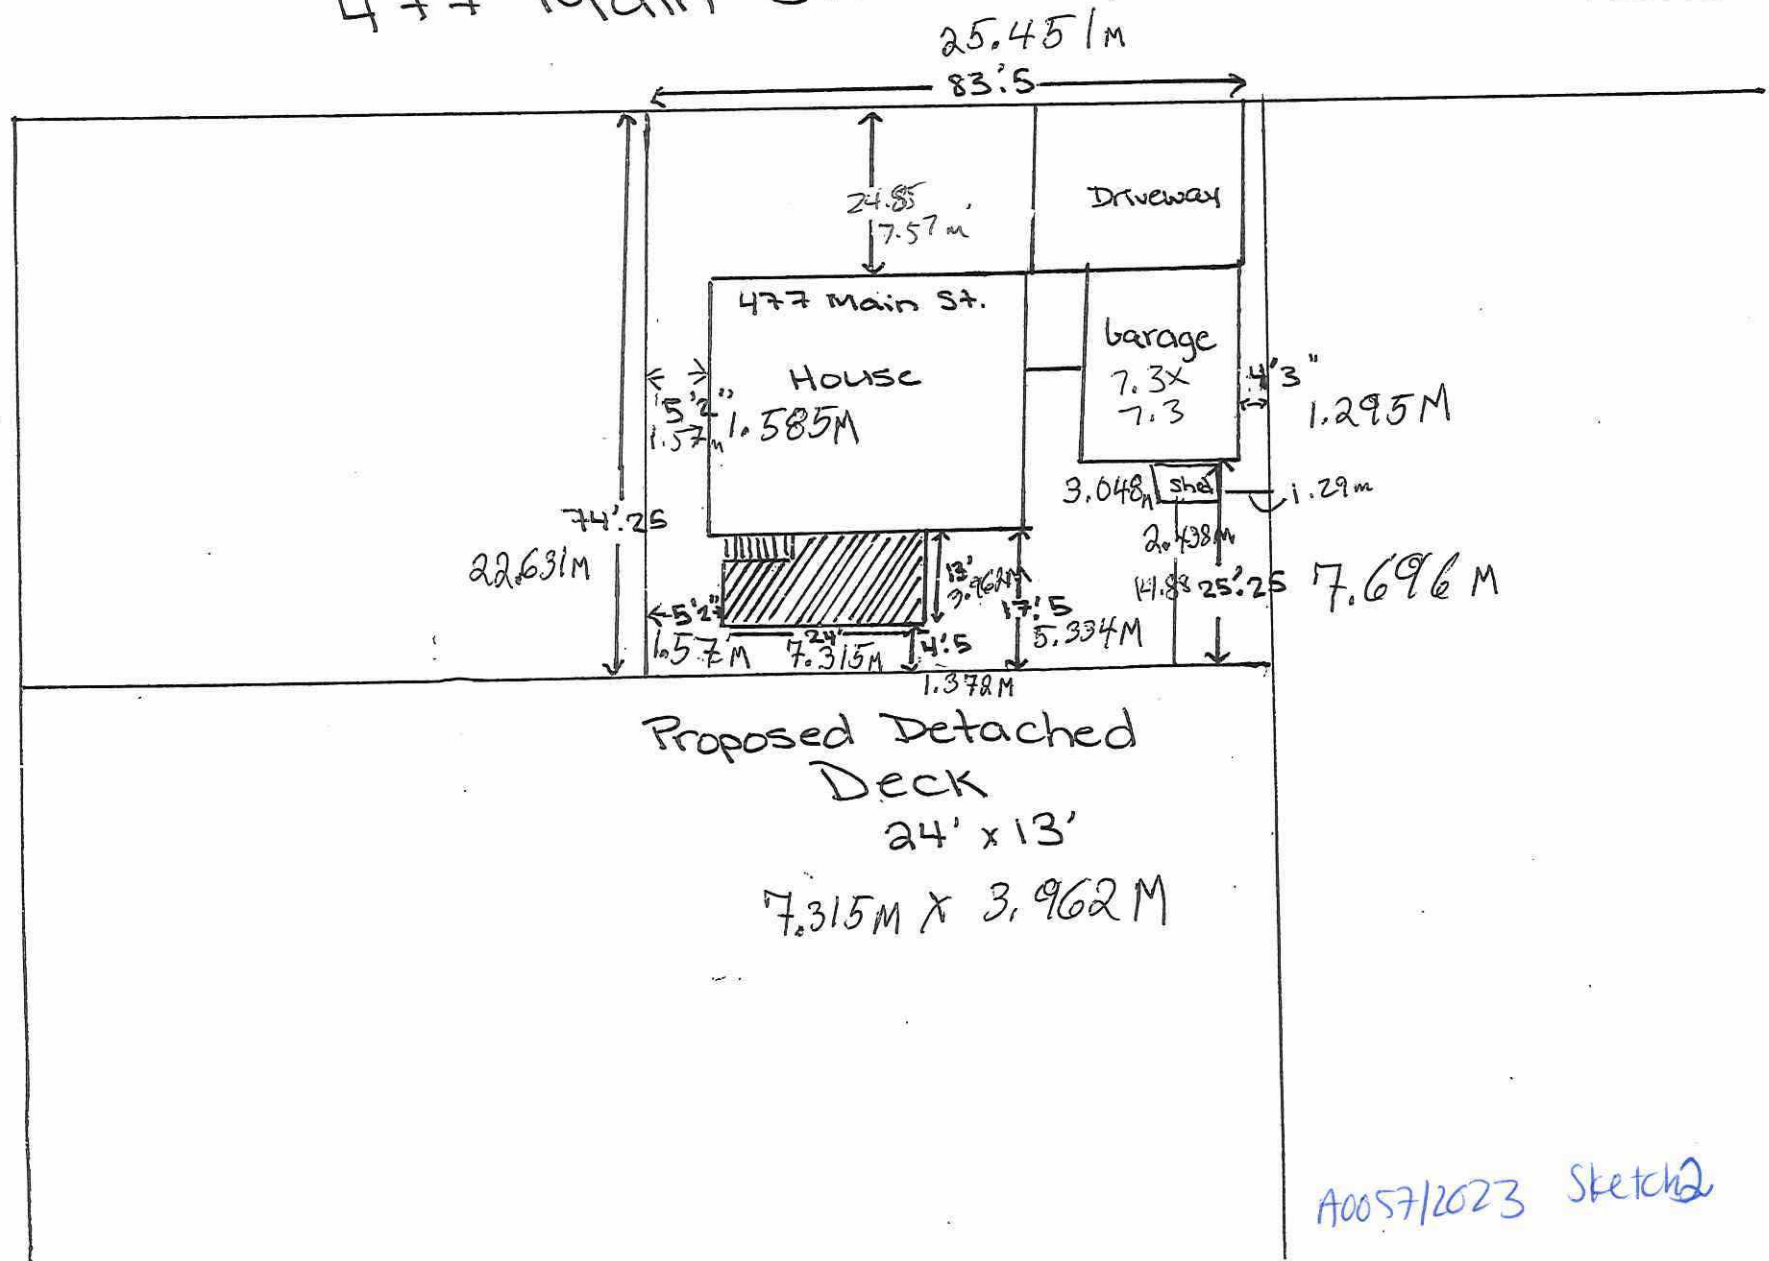 477 Main
25.451M
83'.5
24.85'
7.57m
Driveway
477 Main St.
House
Garage
7.3x
7.3
4'3"
1.295M
5'2"
1.57m
1.585M
3.048m
Shed
1.29m
2.438M
74'.25
22.631M
13'
3.962M
17'.5
5.334M
14.88
25'.25
7.696M
5'2"
1.57M
24'
7.315M
4'.5
1.372M
Proposed Detached
Deck
24' x 13'
7.315M X 3.962M
A0057/2023 Sketch2